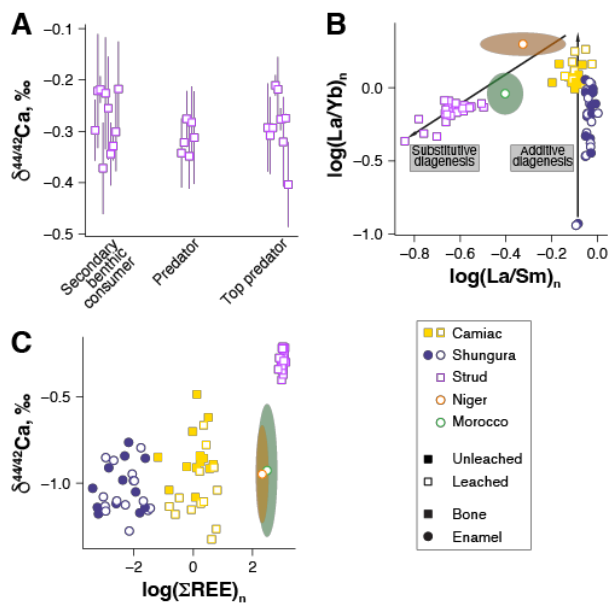 A
δ44/42Ca, ‰
−0.1
−0.2
−0.3
−0.4
−0.5
Secondary
benthic
consumer
Predator
Top predator
B
log(La/Yb)n
0.0
−0.5
−1.0
Substitutive
diagenesis
Additive
diagenesis
−0.8
−0.6
−0.4
−0.2
0.0
log(La/Sm)n
C
δ44/42Ca, ‰
−0.5
−1.0
−2
0
2
log(ΣREE)n
Camiac
Shungura
Strud
Niger
Morocco
Unleached
Leached
Bone
Enamel